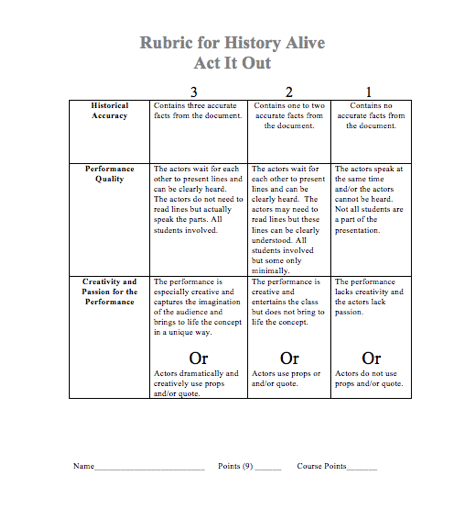 Rubric for History Alive
Act It Out
3 2 1
Historical
Accuracy
Contains three accurate
facts from the document.
Contains one to two
accurate facts from
the document.
Contains no
accurate facts from
the document.
Performance
Quality
The actors wait for each
other to present lines and
can be clearly heard.
The actors do not need to
read lines but actually
speak the parts. All
students involved.
The actors wait for
each other to present
lines and can be
clearly heard. The
actors may need to
read lines but these
lines can be clearly
understood. All
students involved
but some only
minimally.
The actors speak at
the same time
and/or the actors
cannot be heard.
Not all students are
a part of the
presentation.
Creativity and
Passion for the
Performance
The performance is
especially creative and
captures the imagination
of the audience and
brings to life the concept
in a unique way.
Or
Actors dramatically and
creatively use props
and/or quote.
The performance is
creative and
entertains the class
but does not bring to
life the concept.
Or
Actors use props or
and/or quote.
The performance
lacks creativity and
the actors lack
passion.
Or
Actors do not use
props and/or quote.
Name__________________________ Points (9) ______ Course Points_______